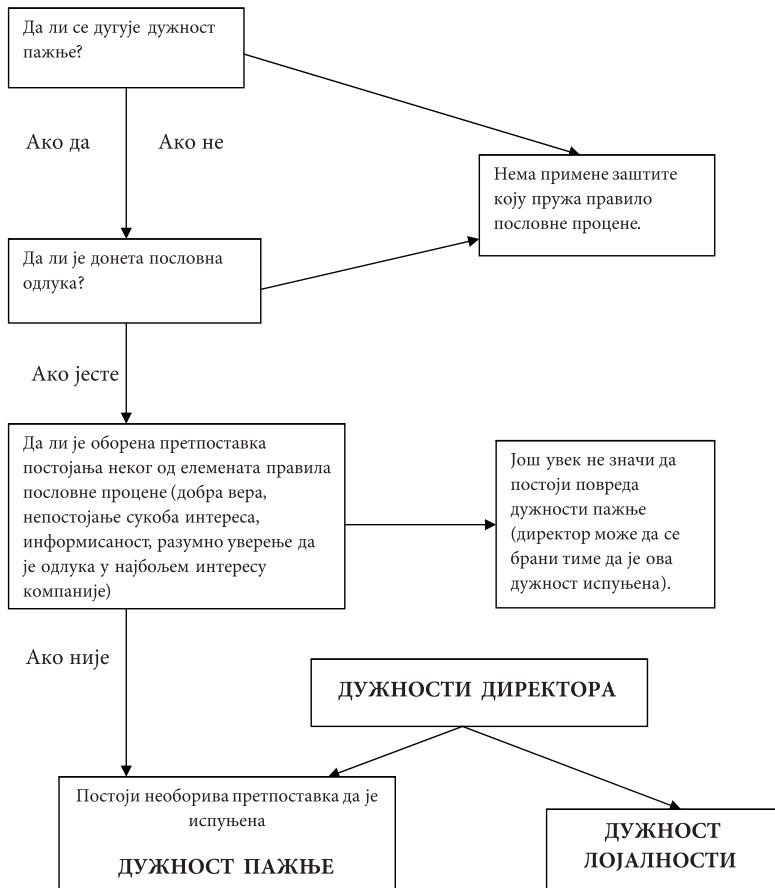 Да ли се дугује дужност
пажње?
Ако да
Ако не
Нема примене заштите
коју пружа правило
пословне процене.
Да ли је донета пословна
одлука?
Ако јесте
Да ли је оборена претпоставка
постојања неког од елемената правила
пословне процене (добра вера,
непостојање сукоба интереса,
информисаност, разумно уверење да
је одлука у најбољем интересу
компаније)
Још увек не значи да
постоји повреда
дужности пажње
(директор може да се
брани тиме да је ова
дужност испуњена).
Ако није
ДУЖНОСТИ ДИРЕКТОРА
Постоји необорива претпоставка да је
испуњена
ДУЖНОСТ ПАЖЊЕ
ДУЖНОСТ
ЛОЈАЛНОСТИ